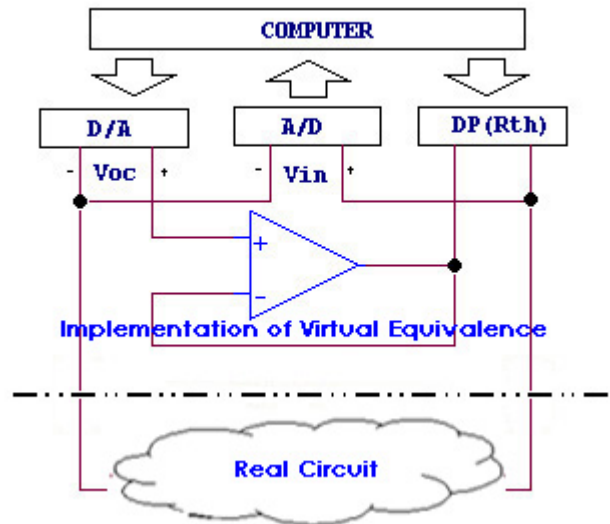 COMPUTER
D/A
A/D
DP(Rth)
- Voc +
- Vin +
+
-
Implementation of Virtual Equivalence
Real Circuit